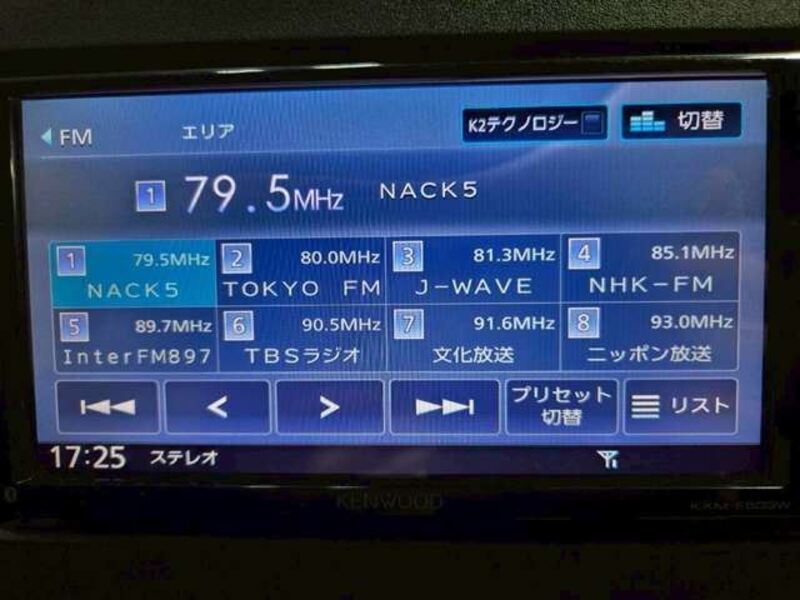 FM エリア K2テクノロジー 切替
1 79.5MHz NACK5
1 79.5MHz 2 80.0MHz 3 81.3MHz 4 85.1MHz
NACK5 TOKYO FM J-WAVE NHK-FM
5 89.7MHz 6 90.5MHz 7 91.6MHz 8 93.0MHz
InterFM897 TBSラジオ 文化放送 ニッポン放送
プリセット
切替 リスト
17:25 ステレオ
KENWOOD